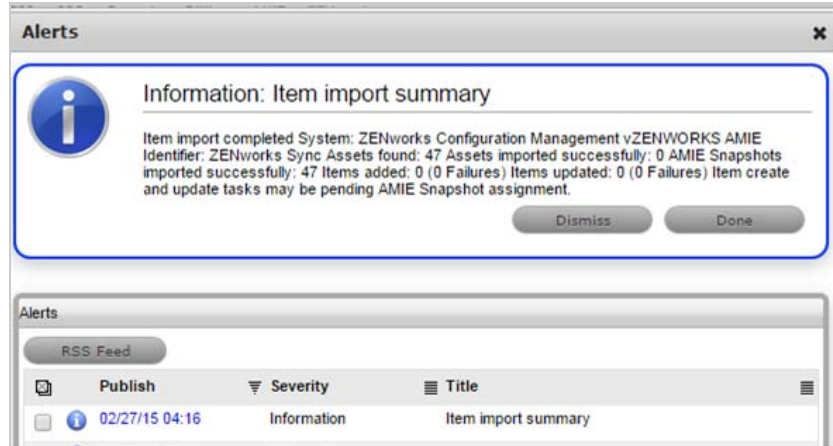 Alerts
Information: Item import summary
Item import completed System: ZENworks Configuration Management vZENWORKS AMIE
Identifier: ZENworks Sync Assets found: 47 Assets imported successfully: 0 AMIE Snapshots
imported successfully: 47 Items added: 0 (0 Failures) Items updated: 0 (0 Failures) Item create
and update tasks may be pending AMIE Snapshot assignment.
Dismiss Done
Alerts
RSS Feed
Publish Severity Title
02/27/15 04:16 Information Item import summary